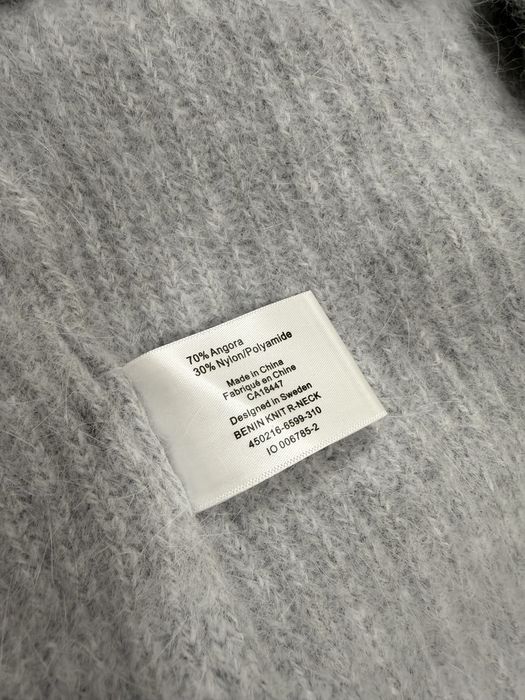 70% Angora
30% Nylon/Polyamide
Made in China
Fabriqué en Chine
CA18447
Designed in Sweden
BENIN KNIT R-NECK
450216-6599-310
IO 006785-2